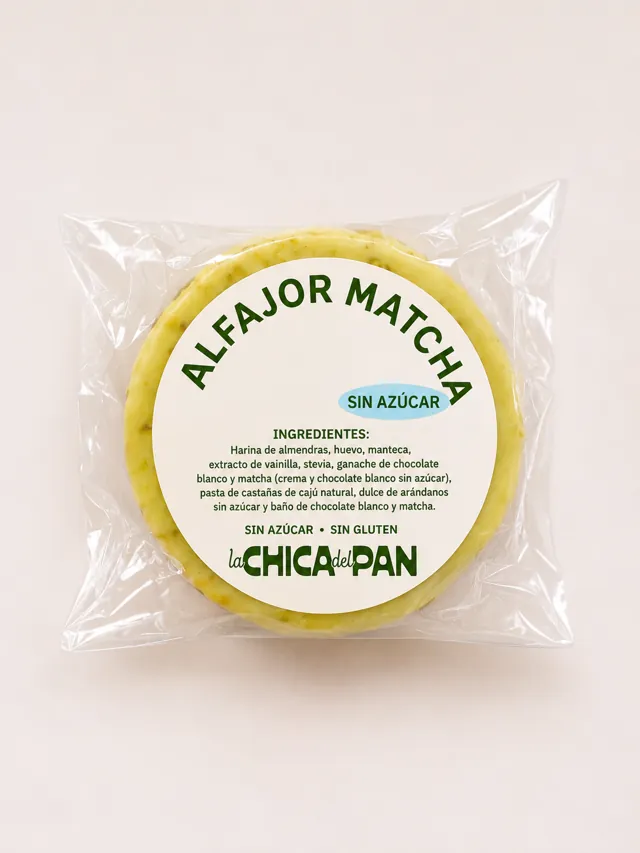 ALFAJOR MATCHA
SIN AZÚCAR
INGREDIENTES:
Harina de almendras, huevo, manteca,
extracto de vainilla, stevia, ganache de chocolate
blanco y matcha (crema y chocolate blanco sin azúcar),
pasta de castañas de cajú natural, dulce de arándanos
sin azúcar y baño de chocolate blanco y matcha.
SIN AZÚCAR • SIN GLUTEN
la CHICA del PAN